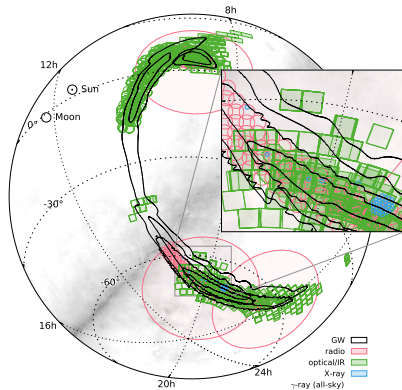 8h
12h
Sun
Moon
0°
-30°
-60°
16h
20h
24h
GW
radio
optical/IR
X-ray
γ-ray (all-sky)